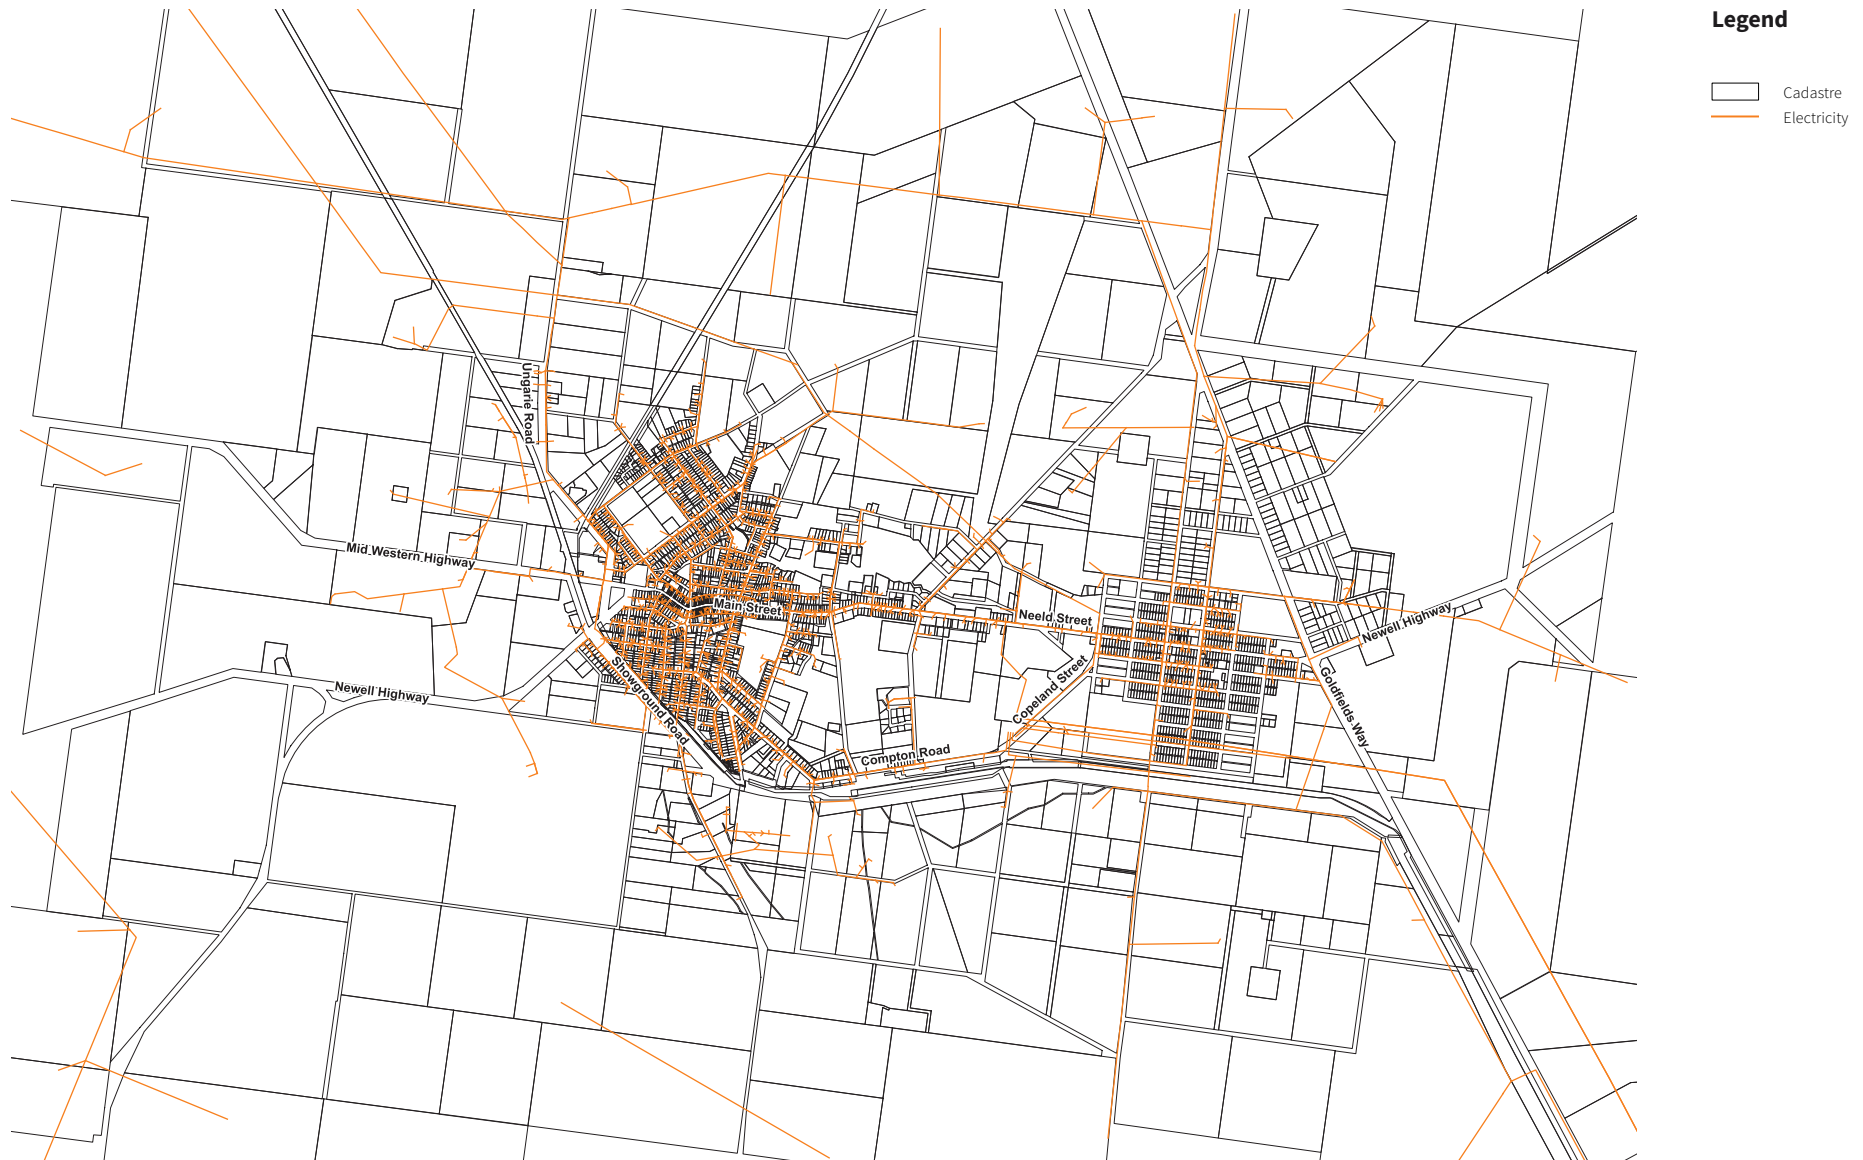 Legend
Cadastre
Electricity
Ungarie Road
Mid Western Highway
Main Street
Neeld Street
Newell Highway
Newell Highway
Showground Road
Copeland Street
Goldfields Way
Compton Road